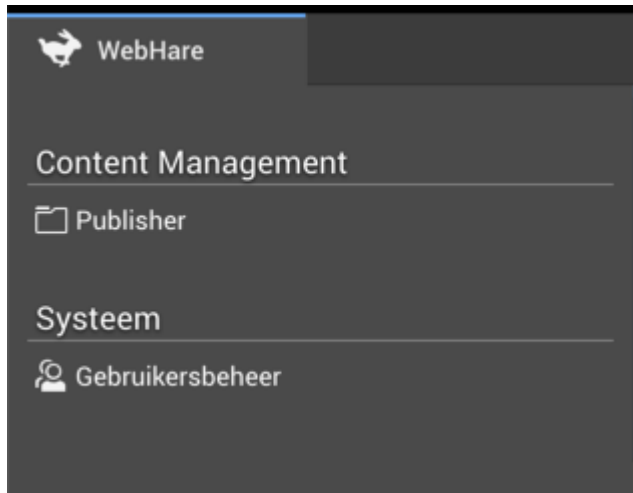 WebHare
Content Management
Publisher
Systeem
Gebruikersbeheer